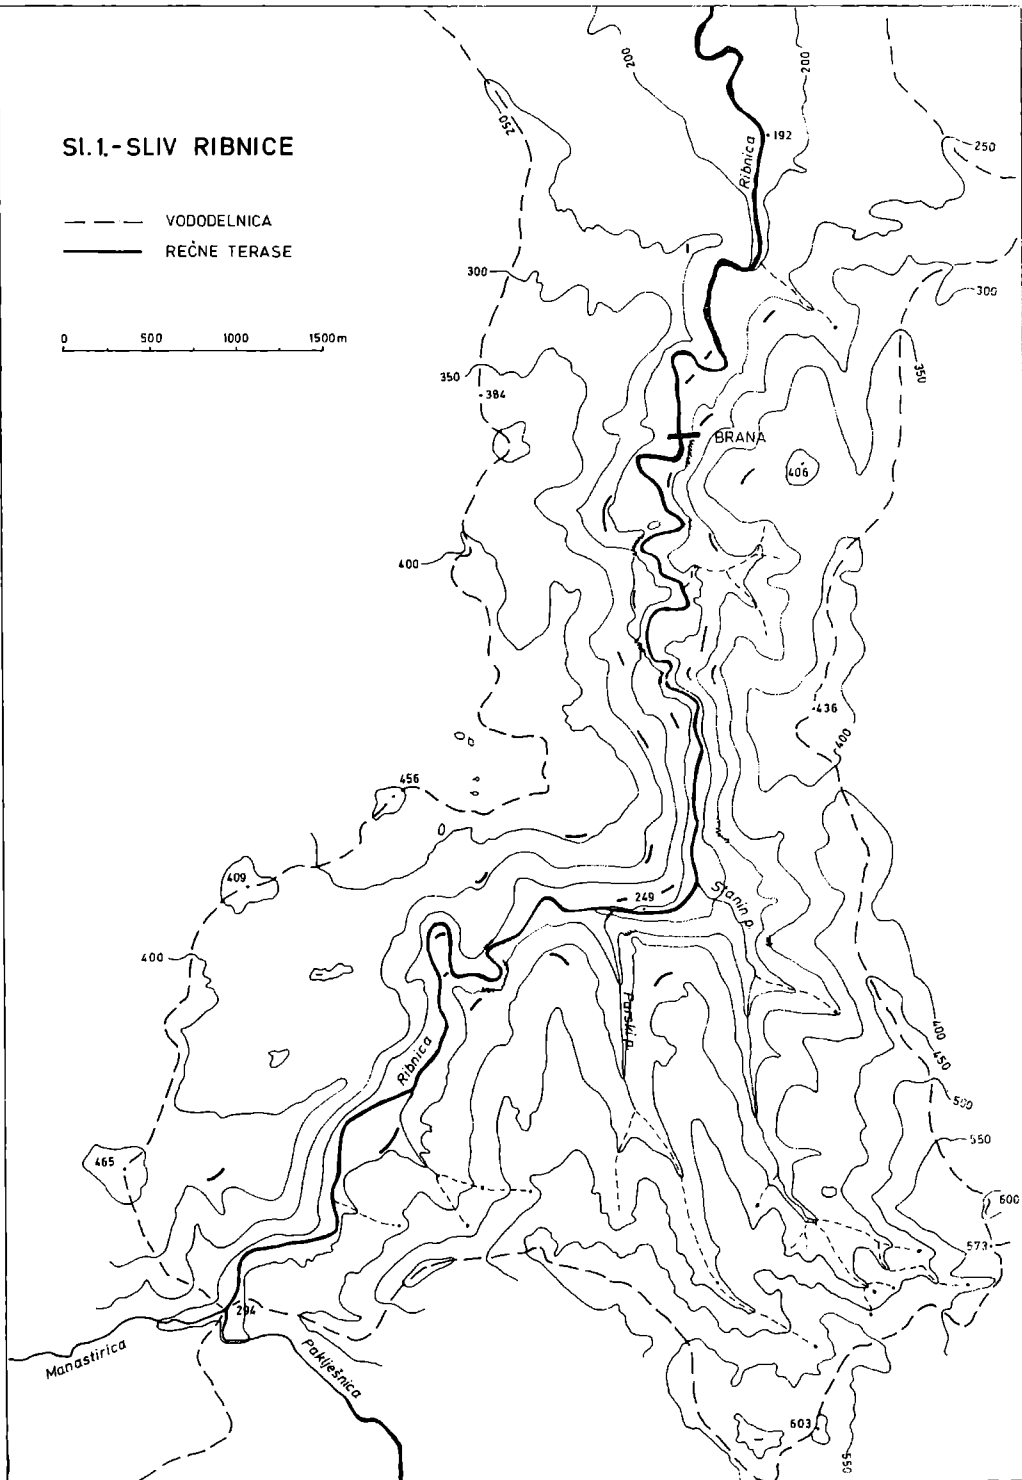 Sl.1.-SLIV RIBNICE
VODODELNICA
REČNE TERASE
0 500 1000 1500m
200
200
250
192
Ribnica
250
300
300
350
350
384
BRANA
406
400
436
400
456
409
249
Stanin p.
400
Parski p.
Ribnica
400
450
500
550
465
600
573
294
Manastirica
Paklješnica
603
550